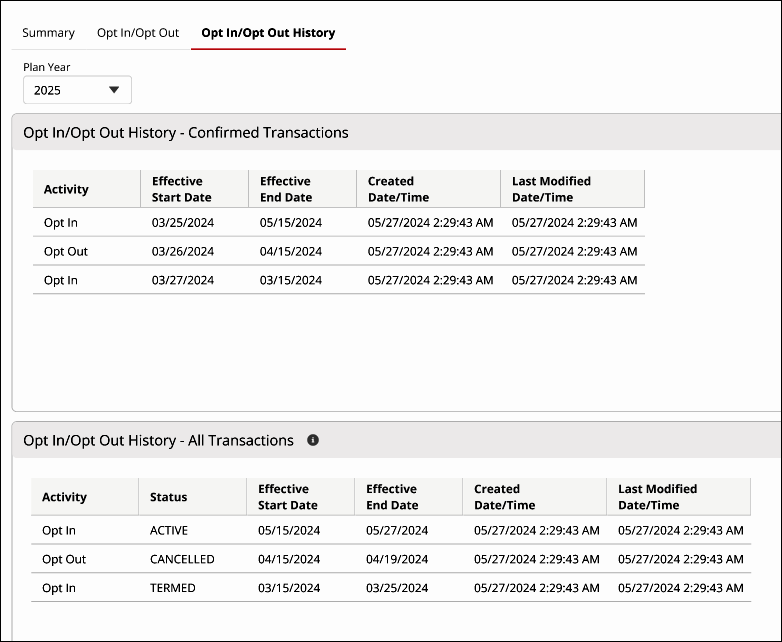 Summary Opt In/Opt Out Opt In/Opt Out History
Plan Year
2025
Opt In/Opt Out History - Confirmed Transactions
Activity Effective Start Date Effective End Date Created Date/Time Last Modified Date/Time
Opt In 03/25/2024 05/15/2024 05/27/2024 2:29:43 AM 05/27/2024 2:29:43 AM
Opt Out 03/26/2024 04/15/2024 05/27/2024 2:29:43 AM 05/27/2024 2:29:43 AM
Opt In 03/27/2024 03/15/2024 05/27/2024 2:29:43 AM 05/27/2024 2:29:43 AM
Opt In/Opt Out History - All Transactions
Activity Status Effective Start Date Effective End Date Created Date/Time Last Modified Date/Time
Opt In ACTIVE 05/15/2024 05/27/2024 05/27/2024 2:29:43 AM 05/27/2024 2:29:43 AM
Opt Out CANCELLED 04/15/2024 04/19/2024 05/27/2024 2:29:43 AM 05/27/2024 2:29:43 AM
Opt In TERMED 03/15/2024 03/25/2024 05/27/2024 2:29:43 AM 05/27/2024 2:29:43 AM